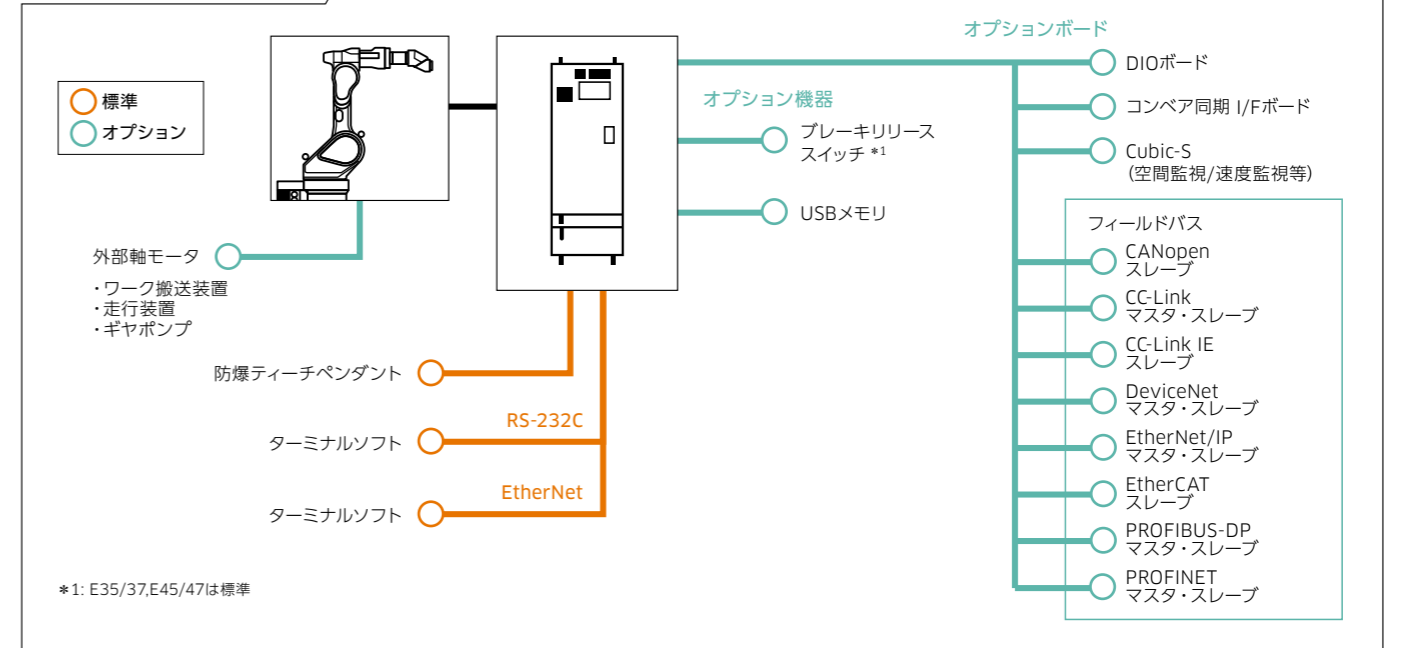 標準
オプション
オプションボード
DIOボード
コンベア同期 I/Fボード
Cubic-S
(空間監視/速度監視等)
オプション機器
ブレーキリリース
スイッチ *1
USBメモリ
フィールドバス
CANopen
スレーブ
CC-Link
マスタ・スレーブ
CC-Link IE
スレーブ
DeviceNet
マスタ・スレーブ
EtherNet/IP
マスタ・スレーブ
EtherCAT
スレーブ
PROFIBUS-DP
マスタ・スレーブ
PROFINET
マスタ・スレーブ
外部軸モータ
・ワーク搬送装置
・走行装置
・ギヤポンプ
防爆ティーチペンダント
RS-232C
ターミナルソフト
EtherNet
ターミナルソフト
*1: E35/37,E45/47は標準